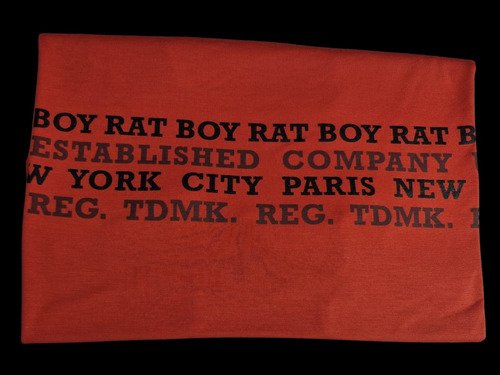 BOY RAT BOY RAT BOY RAT B
ESTABLISHED COMPANY
W YORK CITY PARIS NEW
REG. TDMK. REG. TDMK.